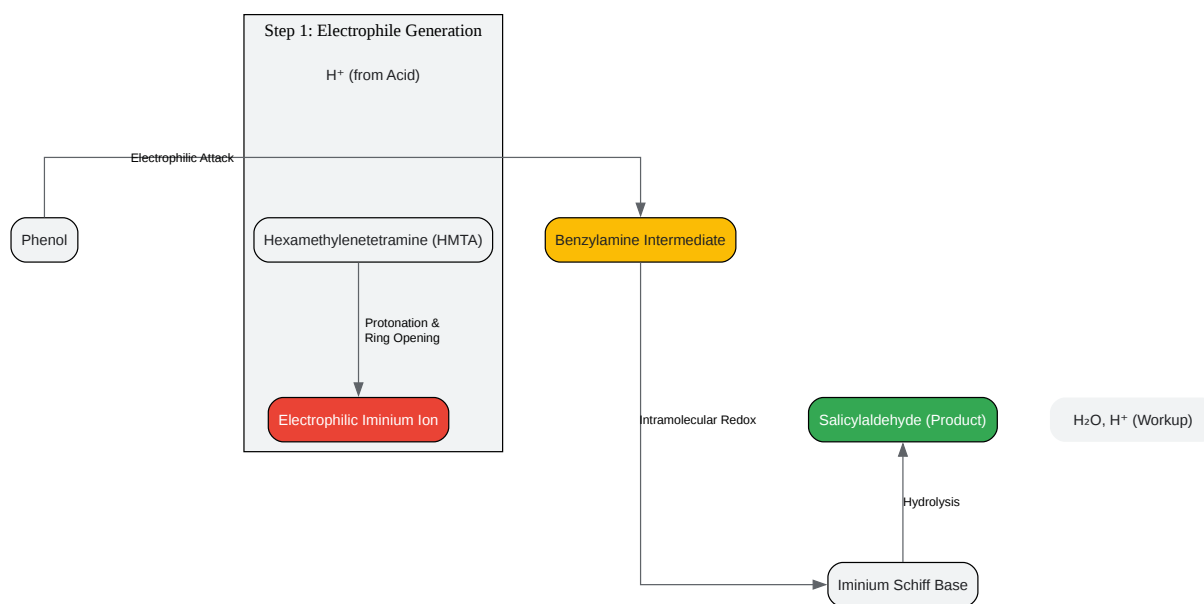 Step 1: Electrophile Generation
H⁺ (from Acid)
Electrophilic Attack
Phenol
Hexamethylenetetramine (HMTA)
Benzylamine Intermediate
Protonation &
Ring Opening
Electrophilic Iminium Ion
Intramolecular Redox
Salicylaldehyde (Product)
H₂O, H⁺ (Workup)
Hydrolysis
Iminium Schiff Base